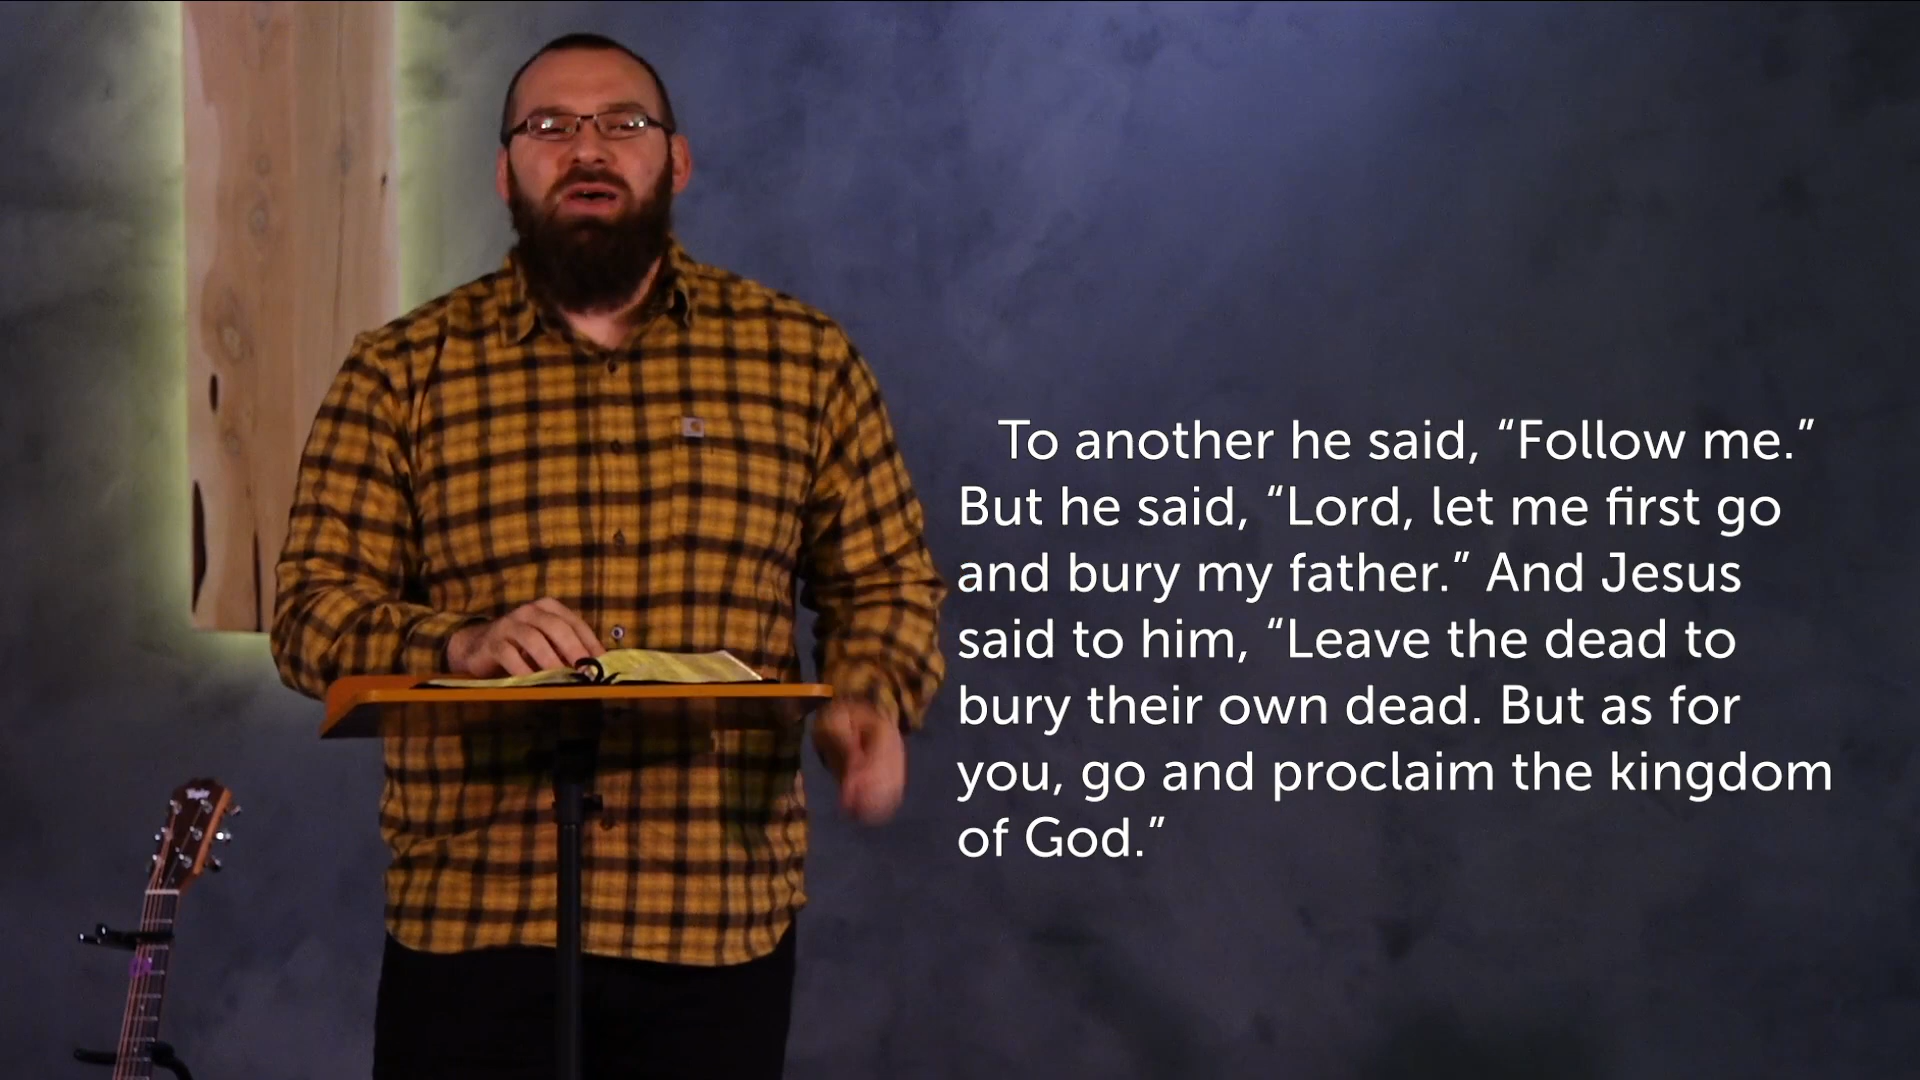 To another he said, “Follow me.”
But he said, “Lord, let me first go
and bury my father.” And Jesus
said to him, “Leave the dead to
bury their own dead. But as for
you, go and proclaim the kingdom
of God.”
Taylor